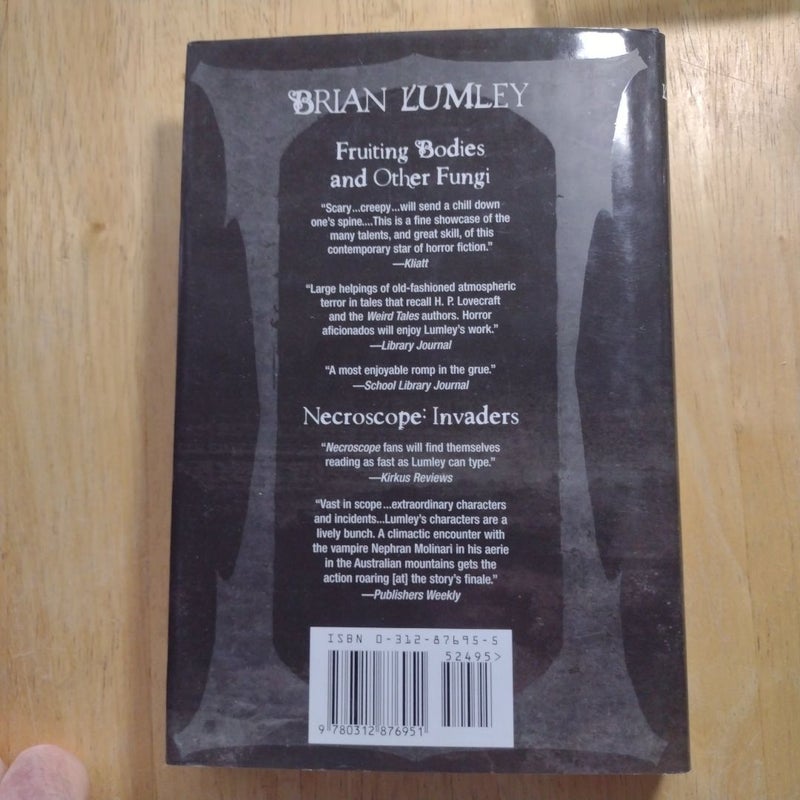 BRIAN LUMLEY
Fruiting Bodies
and Other Fungi
“Scary...creepy...will send a chill down
one’s spine....This is a fine showcase of the
many talents, and great skill, of this
contemporary star of horror fiction.”
—Kliatt
“Large helpings of old-fashioned atmospheric
terror in tales that recall H. P. Lovecraft
and the Weird Tales authors. Horror
aficionados will enjoy Lumley’s work.”
—Library Journal
“A most enjoyable romp in the grue.”
—School Library Journal
Necroscope: Invaders
“Necroscope fans will find themselves
reading as fast as Lumley can type.”
—Kirkus Reviews
“Vast in scope...extraordinary characters
and incidents...Lumley’s characters are a
lively bunch. A climactic encounter with
the vampire Nephran Molinari in his aerie
in the Australian mountains gets the
action roaring [at] the story’s finale.”
—Publishers Weekly
ISBN 0-312-87695-5
52495>
9 780312 876951